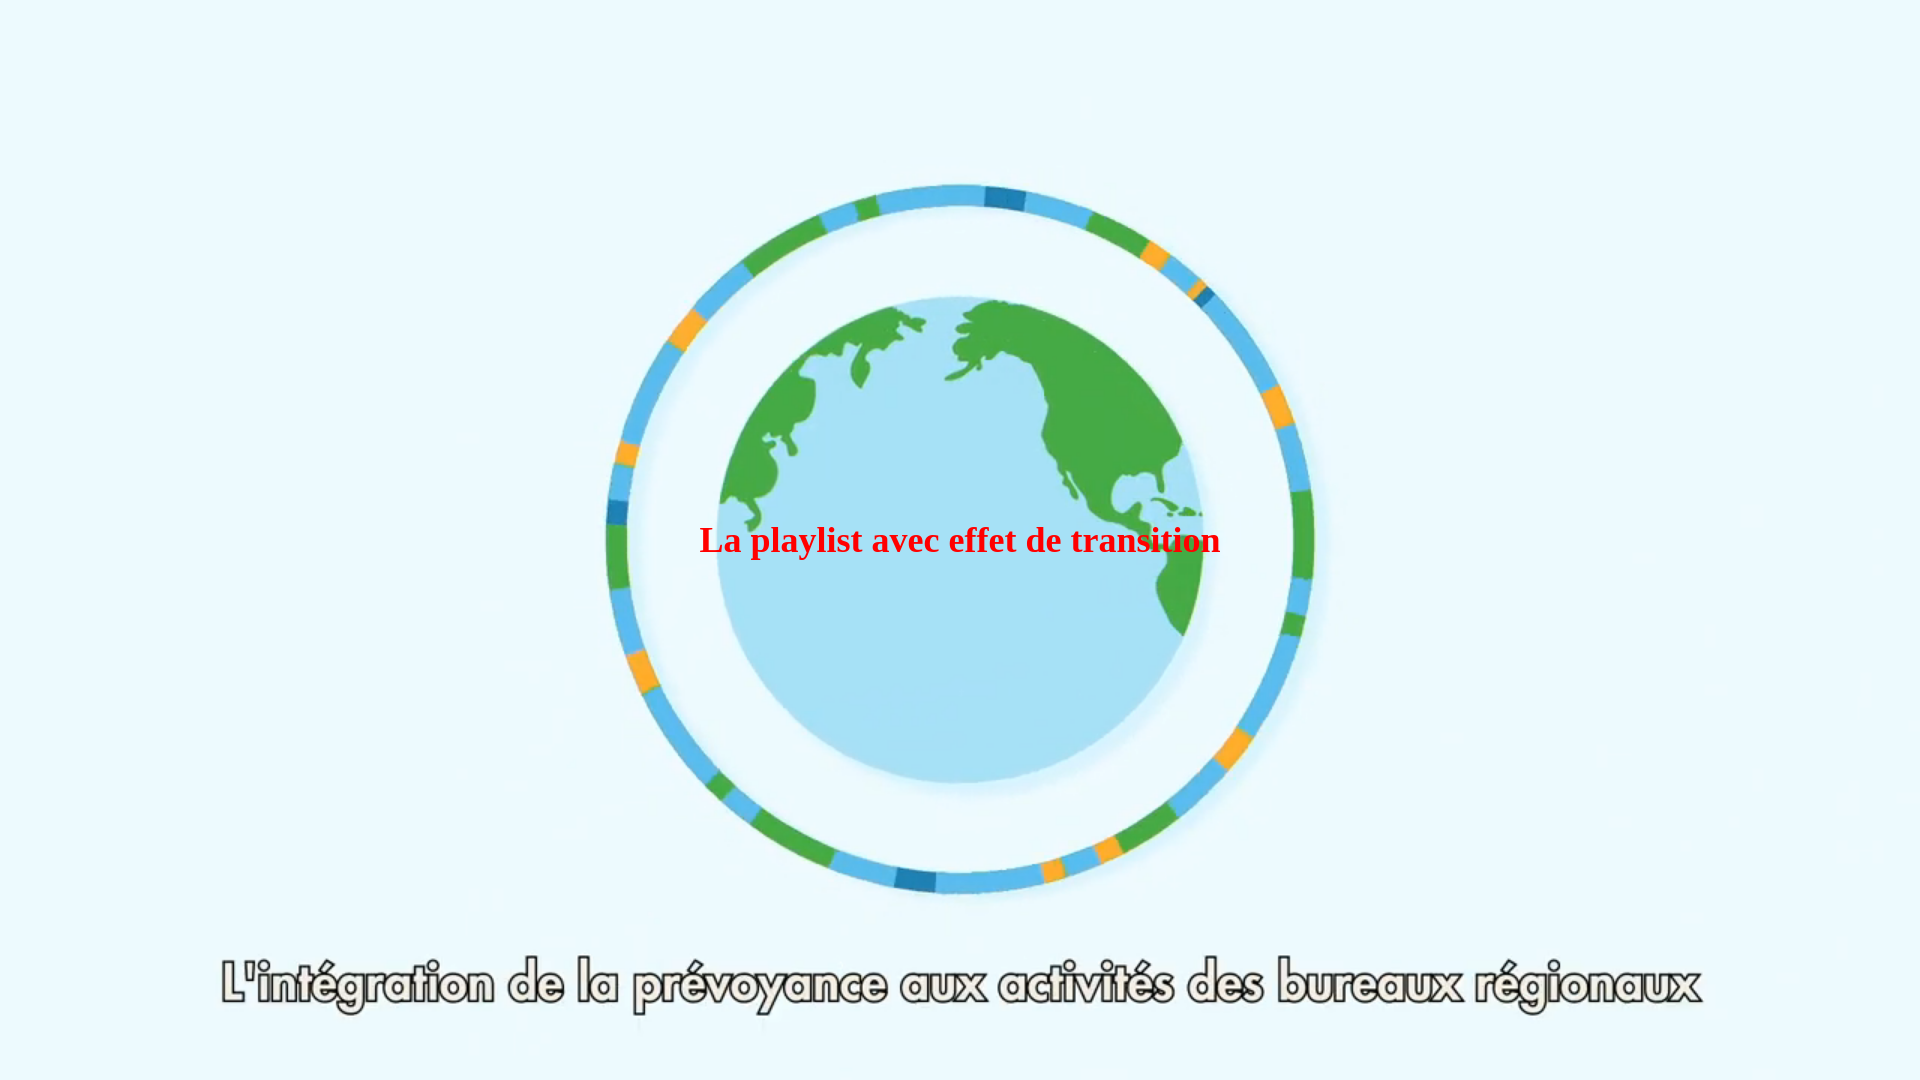 La playlist avec effet de transition
L'intégration de la prévoyance aux activités des bureaux régionaux